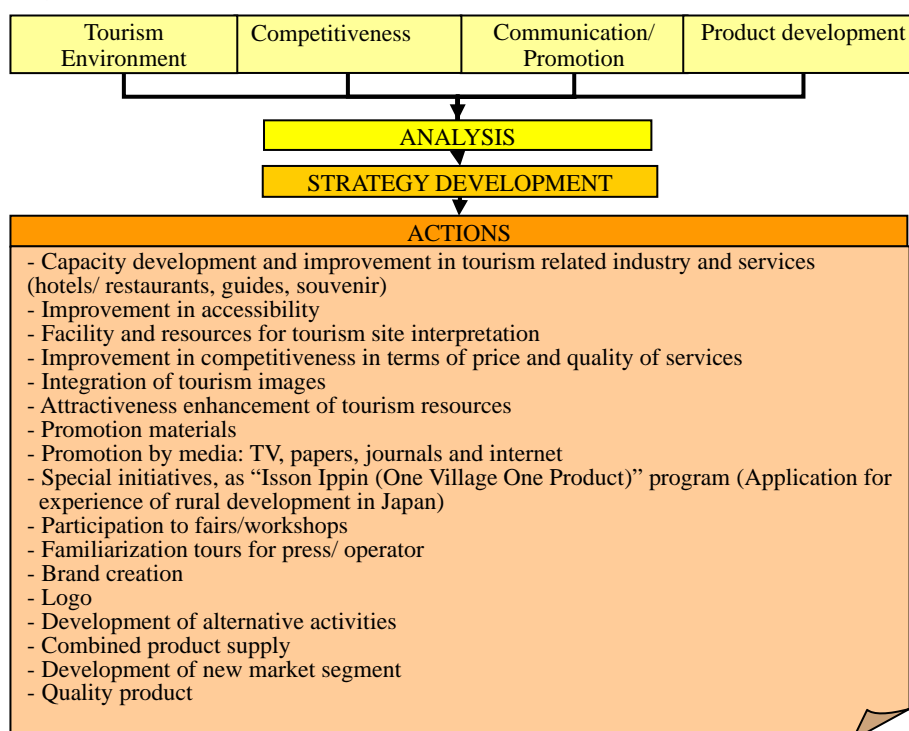 Tourism
Environment
Competitiveness
Communication/
Promotion
Product development
ANALYSIS
STRATEGY DEVELOPMENT
ACTIONS
- Capacity development and improvement in tourism related industry and services
(hotels/ restaurants, guides, souvenir)
- Improvement in accessibility
- Facility and resources for tourism site interpretation
- Improvement in competitiveness in terms of price and quality of services
- Integration of tourism images
- Attractiveness enhancement of tourism resources
- Promotion materials
- Promotion by media: TV, papers, journals and internet
- Special initiatives, as “Isson Ippin (One Village One Product)” program (Application for
experience of rural development in Japan)
- Participation to fairs/workshops
- Familiarization tours for press/ operator
- Brand creation
- Logo
- Development of alternative activities
- Combined product supply
- Development of new market segment
- Quality product